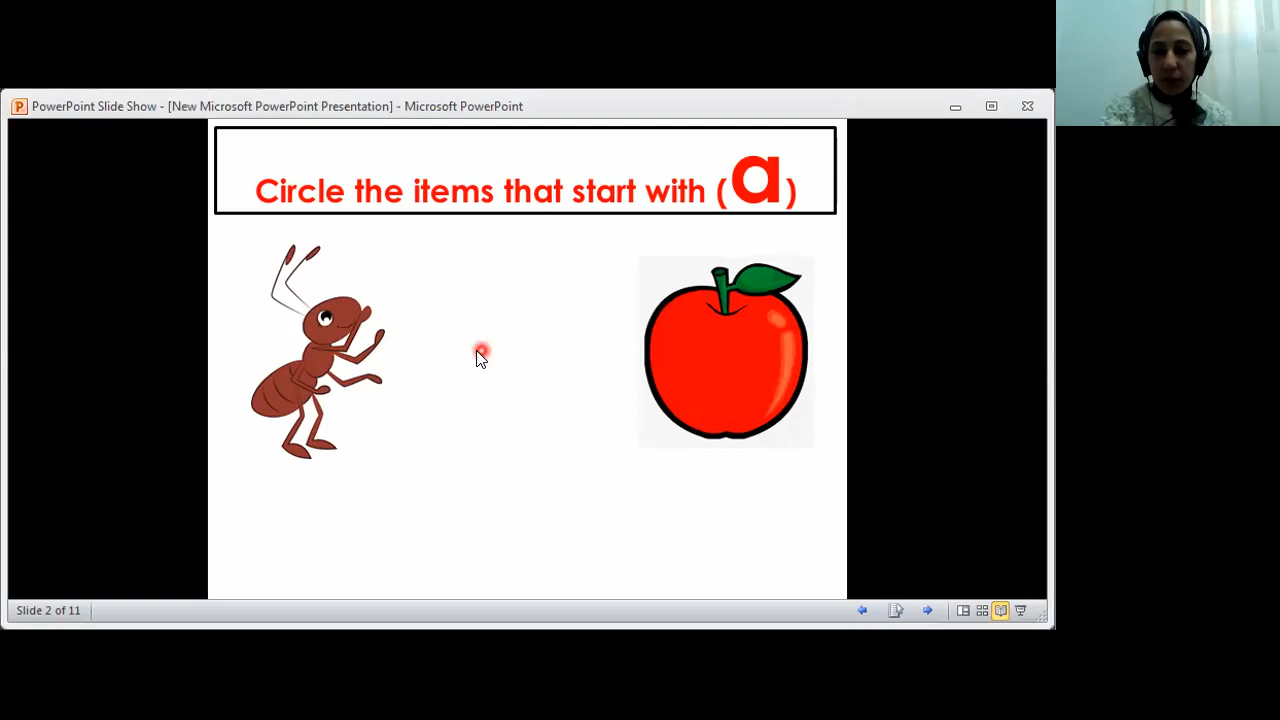 PowerPoint Slide Show - [New Microsoft PowerPoint Presentation] - Microsoft PowerPoint
Circle the items that start with (a)
Slide 2 of 11